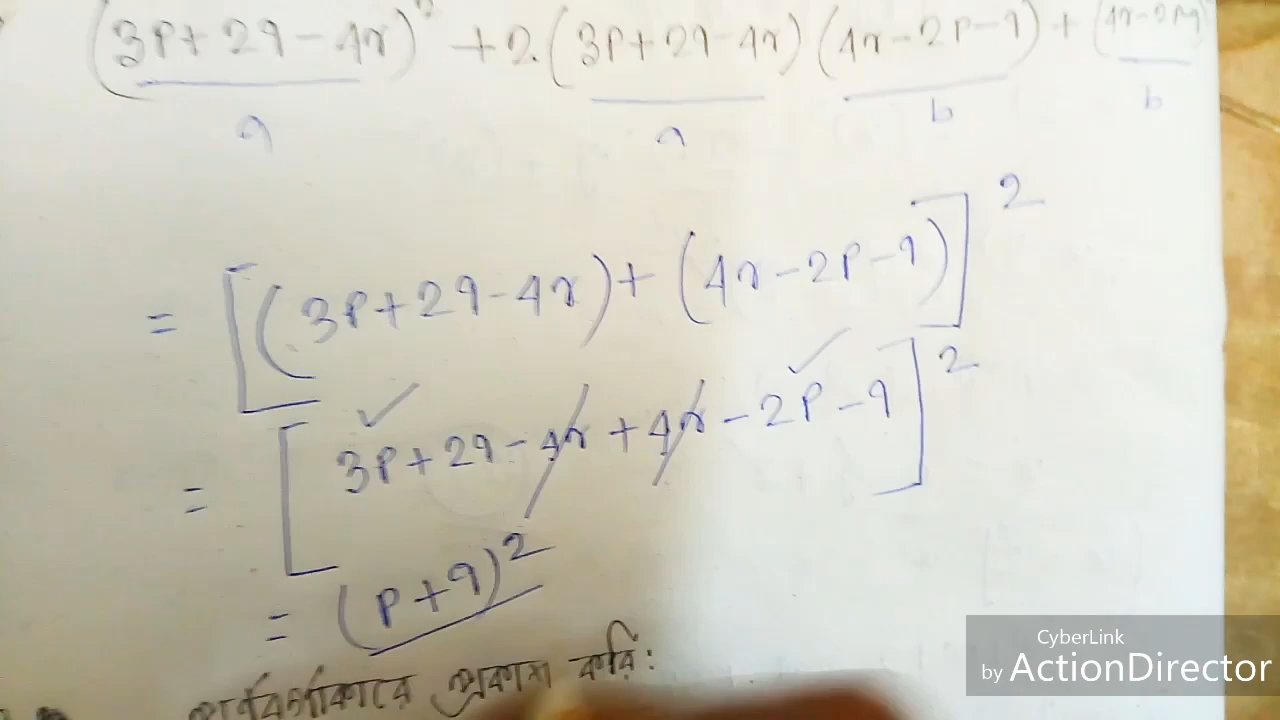 (3p+2q-4r)² +2.(3p+2q-4r)(4r-2p-q)+(4r-2p-q)
a a b b
= [(3p+2q-4r)+(4r-2p-q)]²
= [3p+2q-4r+4r-2p-q]²
= (p+q)²
পূর্ণবর্গাকারে প্রকাশ করি:
CyberLink
by ActionDirector